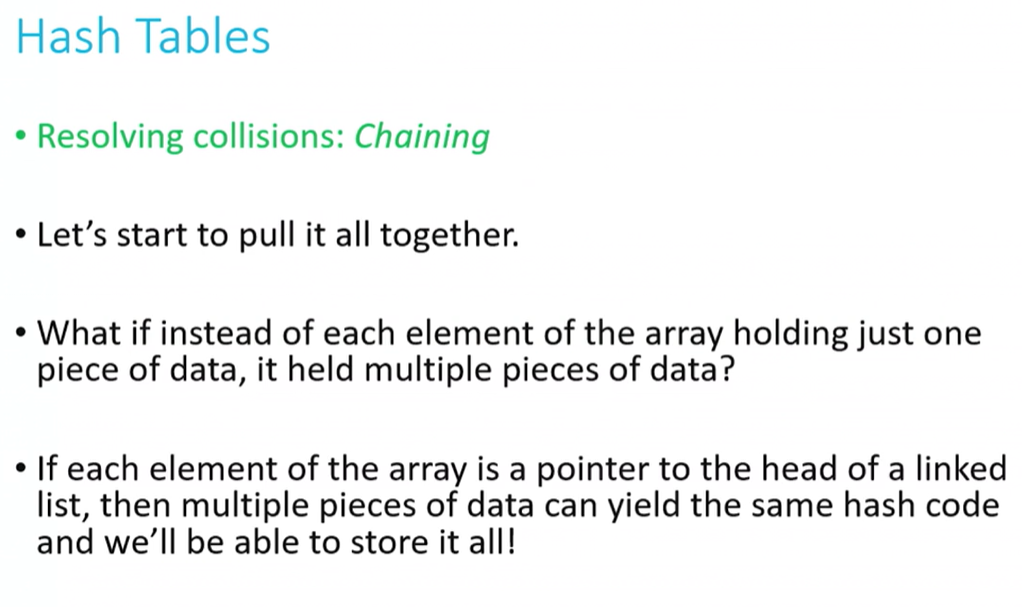 Hash Tables
• Resolving collisions: Chaining
• Let’s start to pull it all together.
• What if instead of each element of the array holding just one
piece of data, it held multiple pieces of data?
• If each element of the array is a pointer to the head of a linked
list, then multiple pieces of data can yield the same hash code
and we’ll be able to store it all!